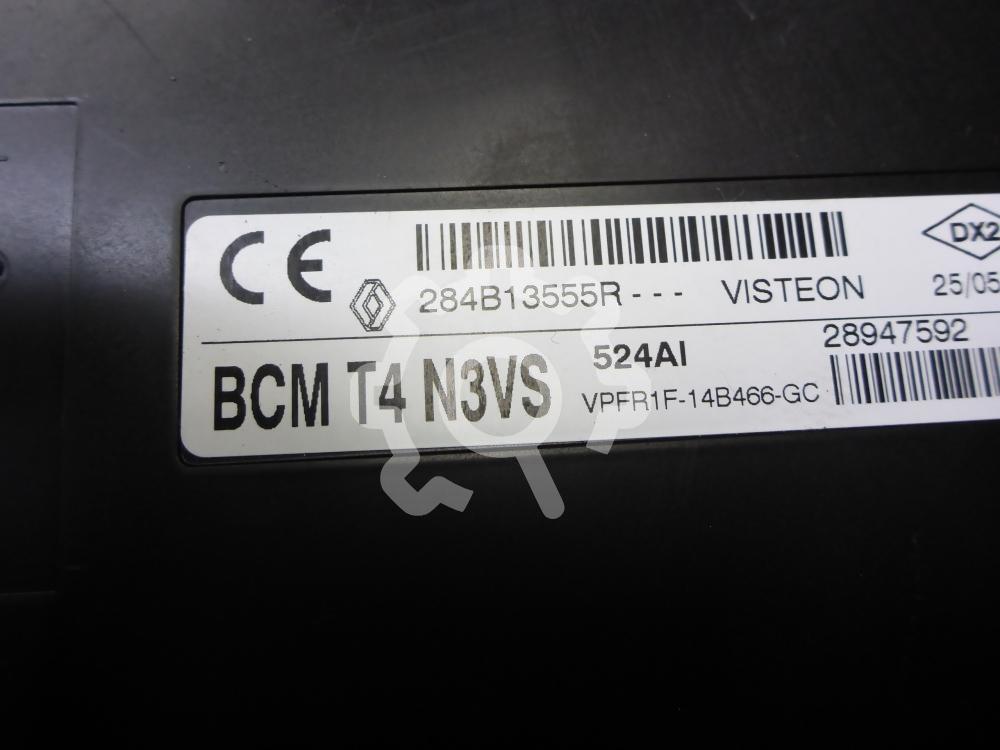 CE
284B13555R - - - VISTEON
DX2
25/05
BCM T4 N3VS
524AI
28947592
VPFR1F-14B466-GC